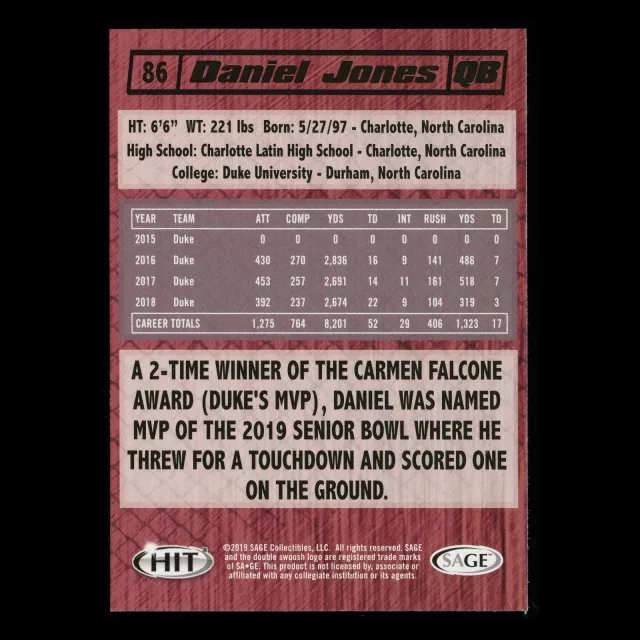 86 Daniel Jones QB
HT: 6'6" WT: 221 lbs Born: 5/27/97 - Charlotte, North Carolina
High School: Charlotte Latin High School - Charlotte, North Carolina
College: Duke University - Durham, North Carolina
YEAR TEAM ATT COMP YDS TD INT RUSH YDS TD
2015 Duke 0 0 0 0 0 0 0 0
2016 Duke 430 270 2,836 16 9 141 486 7
2017 Duke 453 257 2,691 14 11 161 518 7
2018 Duke 392 237 2,674 22 9 104 319 3
CAREER TOTALS 1,275 764 8,201 52 29 406 1,323 17
A 2-TIME WINNER OF THE CARMEN FALCONE
AWARD (DUKE'S MVP), DANIEL WAS NAMED
MVP OF THE 2019 SENIOR BOWL WHERE HE
THREW FOR A TOUCHDOWN AND SCORED ONE
ON THE GROUND.
HIT
©2019 SAGE Collectibles, LLC. All rights reserved. SAGE
and the double swoosh logo are registered trade marks
of SA•GE. This product is not licensed by, associate or
affiliated with any collegiate institution or its agents.
SAGE